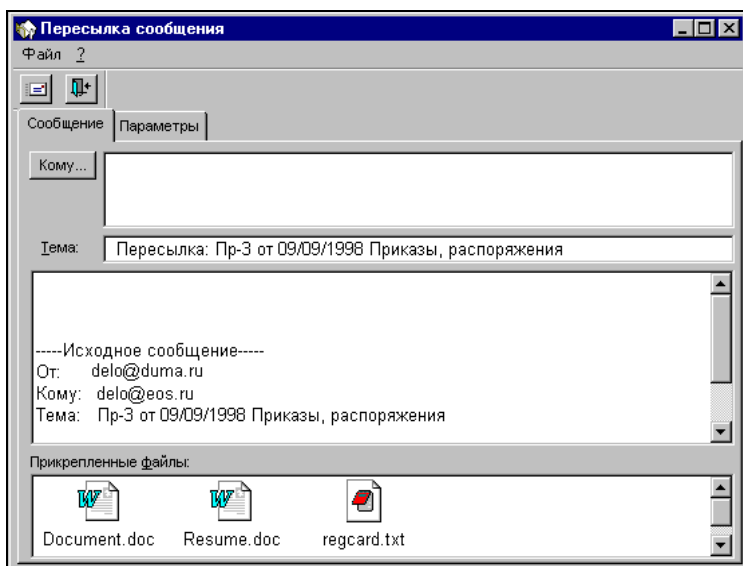 Пересылка сообщения
Файл ?
Сообщение Параметры
Кому...
Тема: Пересылка: Пр-3 от 09/09/1998 Приказы, распоряжения
-----Исходное сообщение-----
От: delo@duma.ru
Кому: delo@eos.ru
Тема: Пр-3 от 09/09/1998 Приказы, распоряжения
Прикрепленные файлы:
Document.doc Resume.doc regcard.txt